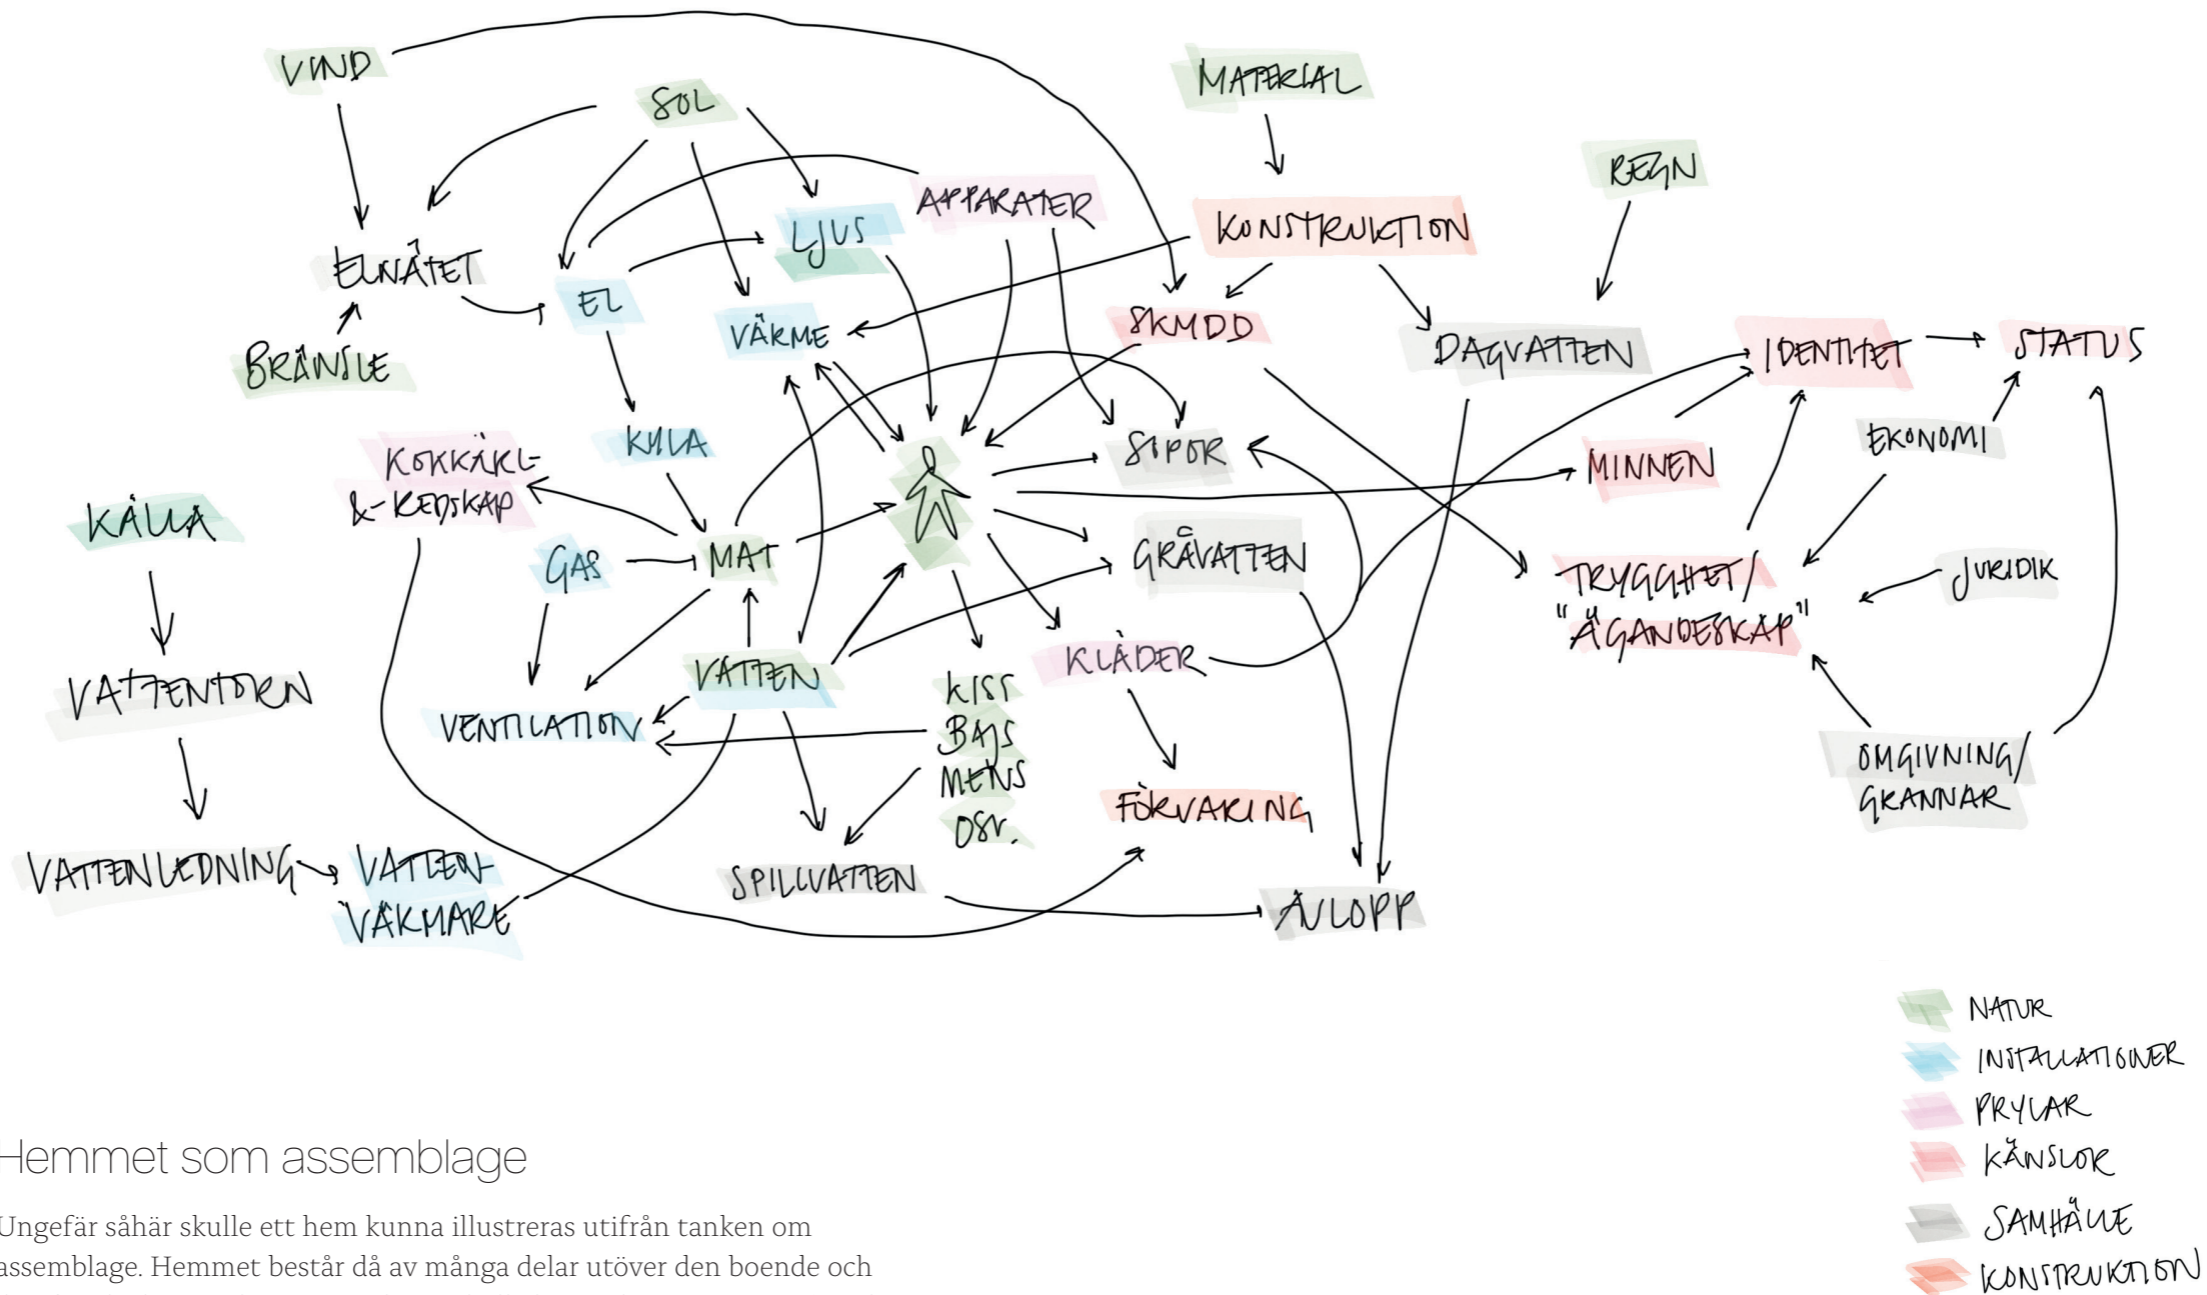 VIND
SOL
MATERIAL
REGN
LJUS
APPARATER
KONSTRUKTION
ELNÄTET
EL
VÄRME
SKYDD
DAGVATTEN
IDENTITET
STATUS
BRÄNSLE
KYLA
SOPOR
MINNEN
EKONOMI
KOKKÄRL-
&-REDSKAP
KÄLLA
GAS
MAT
GRÅVATTEN
TRYGGHET/
"ÄGANDESKAP"
JURIDIK
VATTENTORN
VATTEN
KLÄDER
VENTILATION
KISS
BAJS
MENS
OSV.
FÖRVARING
OMGIVNING/
GRANNAR
VATTENLEDNING
VATTEN-
VÄRMARE
SPILLVATTEN
AVLOPP
NATUR
INSTALLATIONER
PRYLAR
KÄNSLOR
SAMHÄLLE
KONSTRUKTION
Hemmet som assemblage
Ungefär såhär skulle ett hem kunna illustreras utifrån tanken om
assemblage. Hemmet består då av många delar utöver den boende och